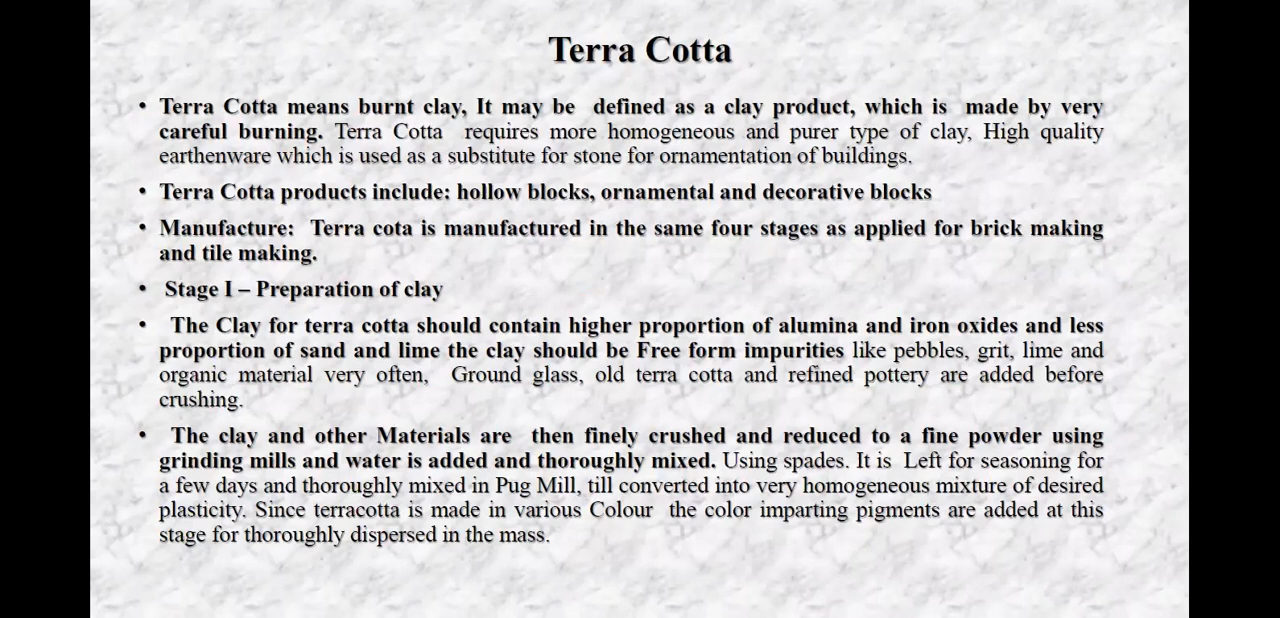 Terra Cotta
• Terra Cotta means burnt clay, It may be defined as a clay product, which is made by very
careful burning. Terra Cotta requires more homogeneous and purer type of clay, High quality
earthenware which is used as a substitute for stone for ornamentation of buildings.
• Terra Cotta products include: hollow blocks, ornamental and decorative blocks
• Manufacture: Terra cota is manufactured in the same four stages as applied for brick making
and tile making.
• Stage I – Preparation of clay
• The Clay for terra cotta should contain higher proportion of alumina and iron oxides and less
proportion of sand and lime the clay should be Free form impurities like pebbles, grit, lime and
organic material very often, Ground glass, old terra cotta and refined pottery are added before
crushing.
• The clay and other Materials are then finely crushed and reduced to a fine powder using
grinding mills and water is added and thoroughly mixed. Using spades. It is Left for seasoning for
a few days and thoroughly mixed in Pug Mill, till converted into very homogeneous mixture of desired
plasticity. Since terracotta is made in various Colour the color imparting pigments are added at this
stage for thoroughly dispersed in the mass.